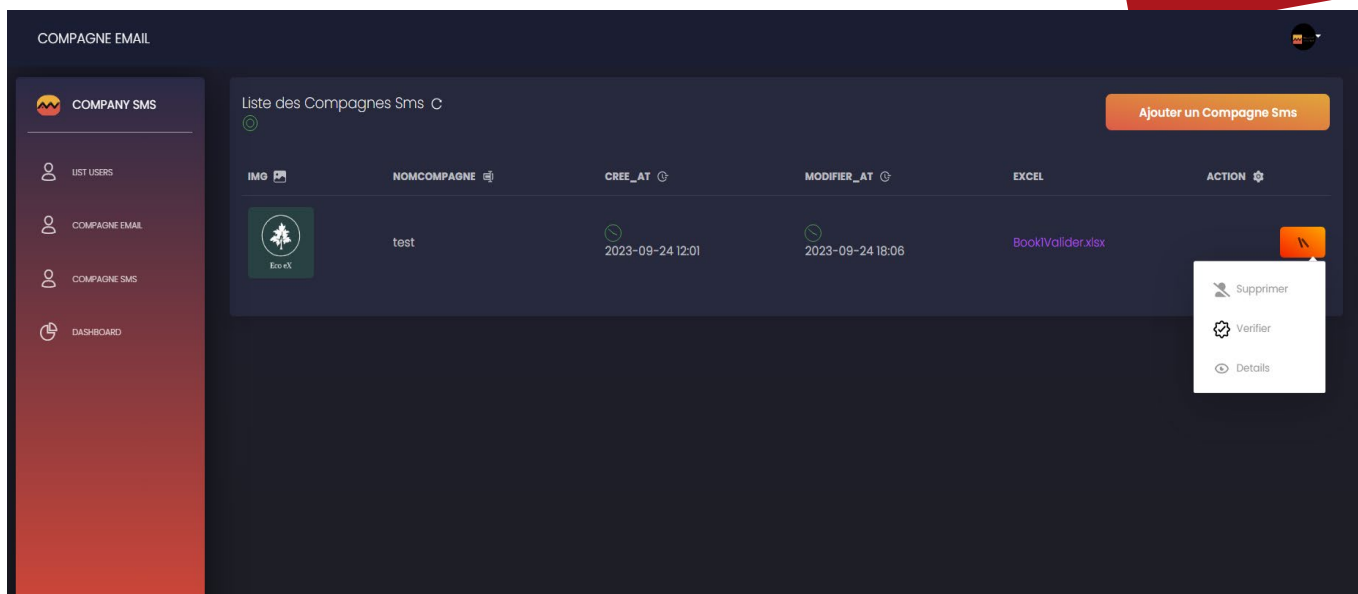 COMPAGNE EMAIL
COMPANY SMS
LIST USERS
COMPAGNE EMAIL
COMPAGNE SMS
DASHBOARD
Liste des Compagnes Sms
Ajouter un Compagne Sms
IMG NOMCOMPAGNE CREE_AT MODIFIER_AT EXCEL ACTION
Eco eX
test 2023-09-24 12:01 2023-09-24 18:06 Book1Valider.xlsx
Supprimer
Verifier
Details